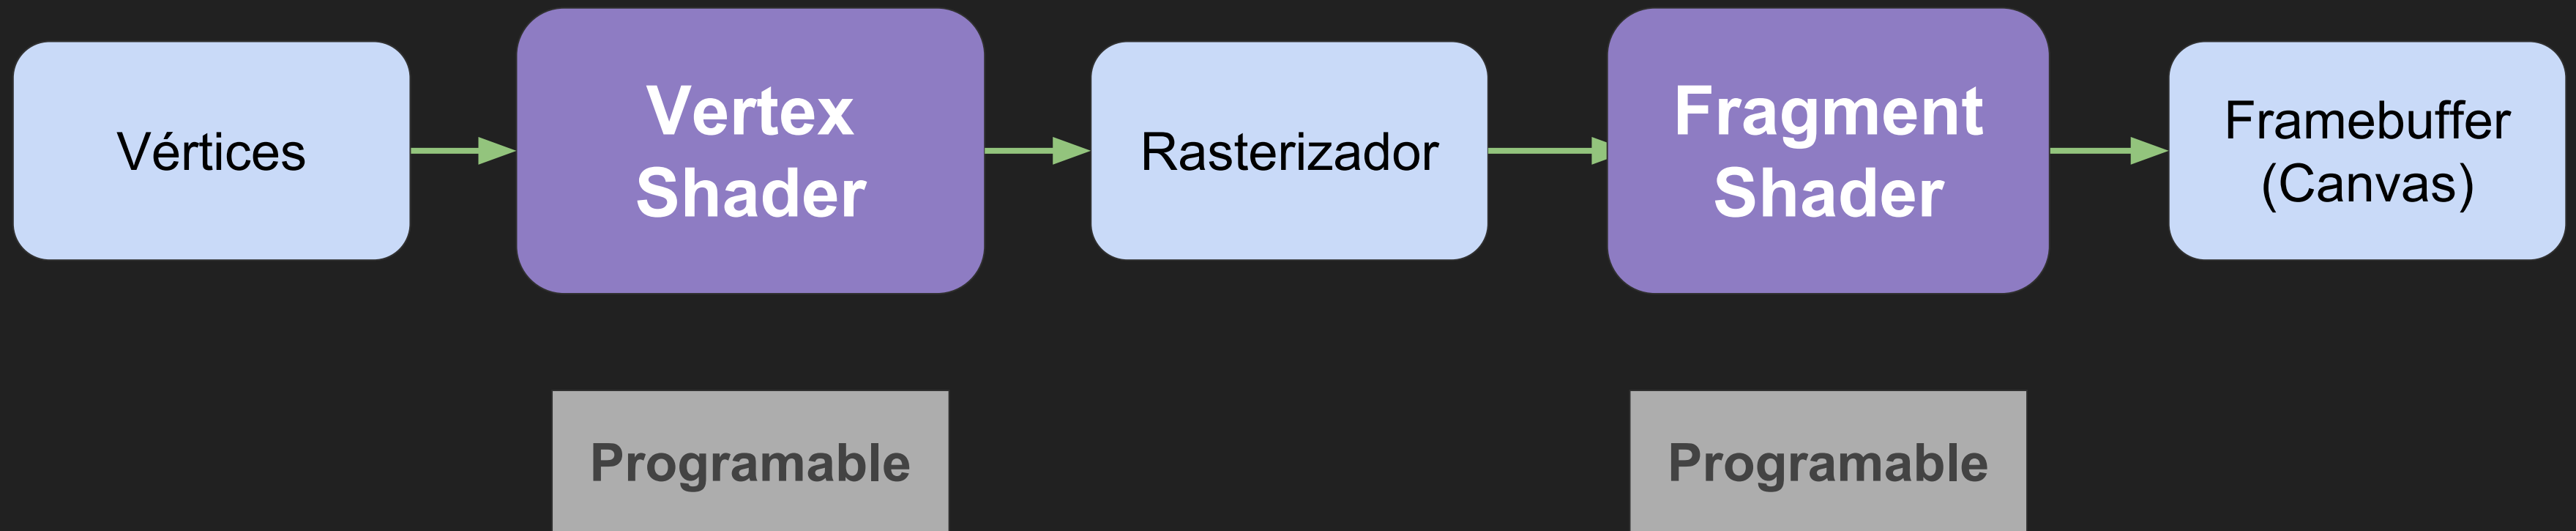 Vértices
Vertex
Shader
Rasterizador
Fragment
Shader
Framebuffer
(Canvas)
Programable
Programable